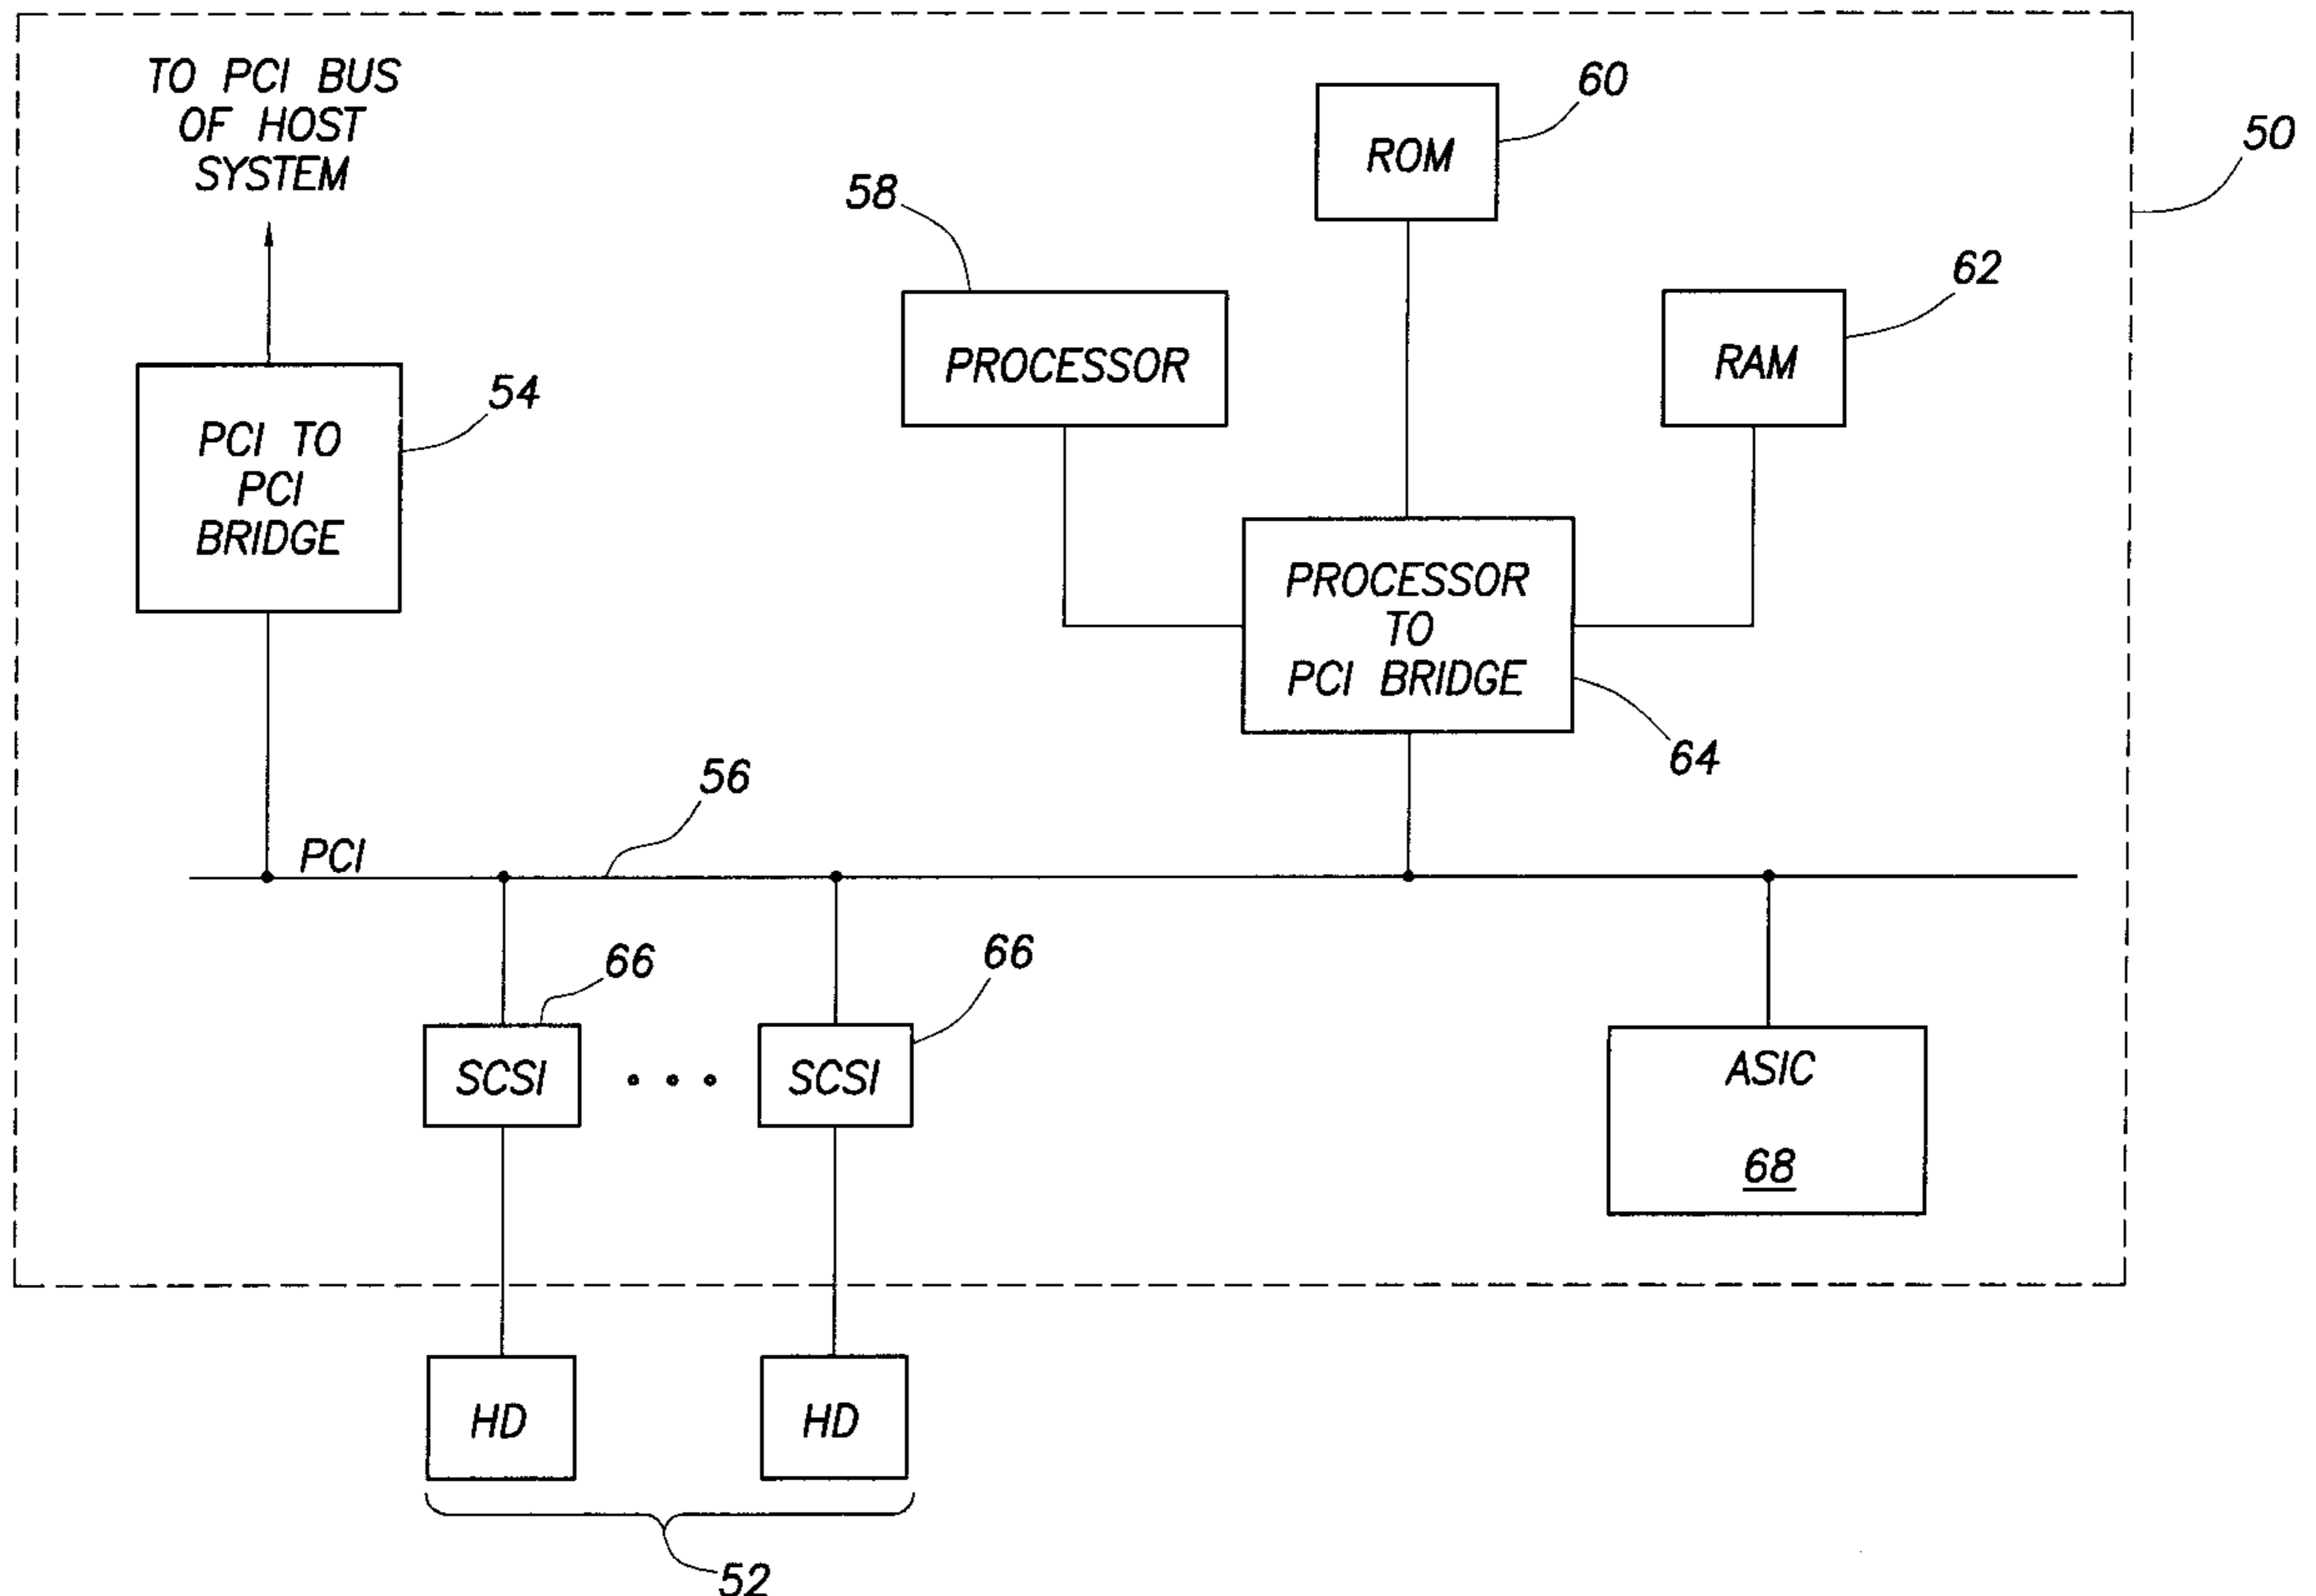 TO PCI BUS
OF HOST
SYSTEM
60
ROM
50
58
62
PROCESSOR
RAM
54
PCI TO
PCI
BRIDGE
PROCESSOR
TO
PCI BRIDGE
64
56
PCI
66
66
SCSI
SCSI
ASIC
68
HD
HD
52